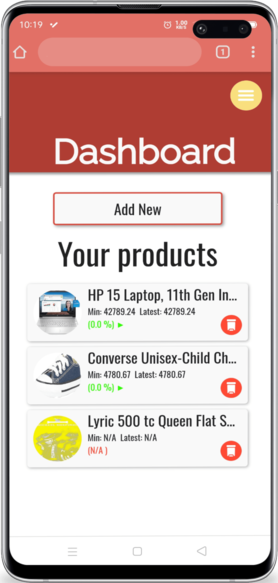 10:19
1.00
1
Dashboard
Add New
Your products
HP 15 Laptop, 11th Gen In...
Min: 42789.24 Latest: 42789.24
(0.0 %) ►
Converse Unisex-Child Ch...
Min: 4780.67 Latest: 4780.67
(0.0 %) ►
Lyric 500 tc Queen Flat S...
Min: N/A Latest: N/A
(N/A )